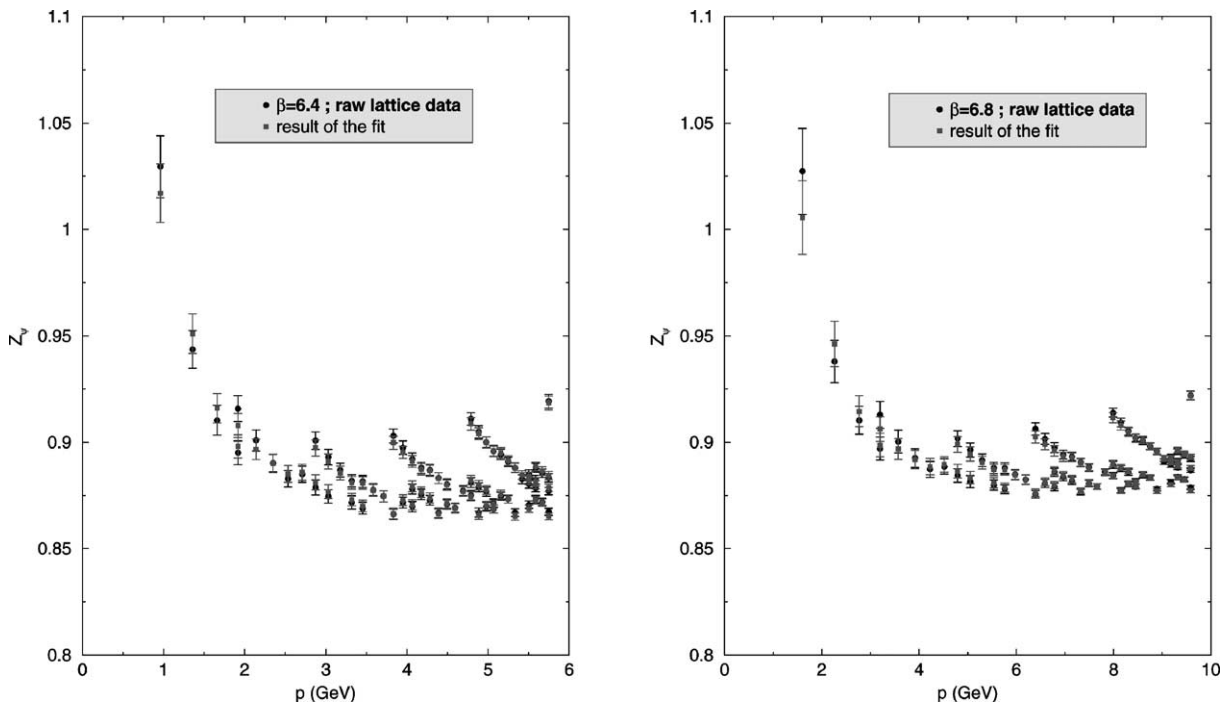 1.1
1.05
1
0.95
0.9
0.85
0.8
Zψ
β=6.4 ; raw lattice data
result of the fit
0 1 2 3 4 5 6
p (GeV)
1.1
1.05
1
0.95
0.9
0.85
0.8
Zψ
β=6.8 ; raw lattice data
result of the fit
0 2 4 6 8 10
p (GeV)